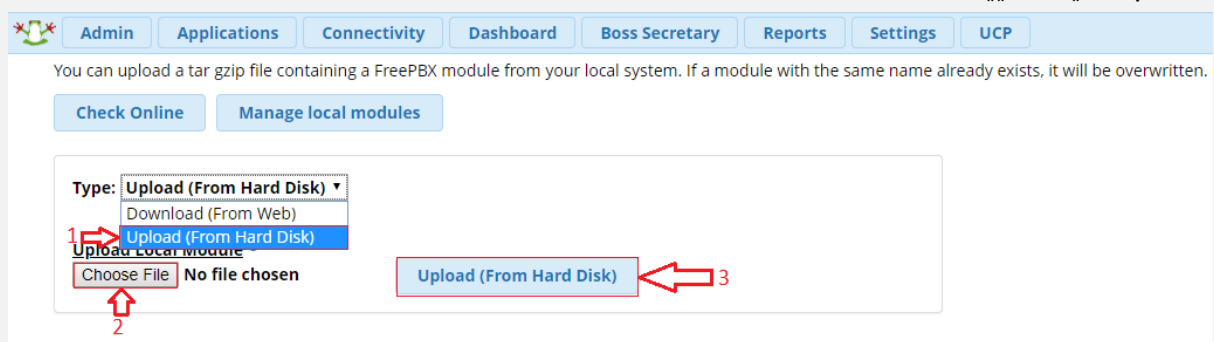 Admin Applications Connectivity Dashboard Boss Secretary Reports Settings UCP
You can upload a tar gzip file containing a FreePBX module from your local system. If a module with the same name already exists, it will be overwritten.
Check Online Manage local modules
Type: Upload (From Hard Disk)
Download (From Web)
1 Upload (From Hard Disk)
Upload Local Module
Choose File No file chosen Upload (From Hard Disk) 3
2